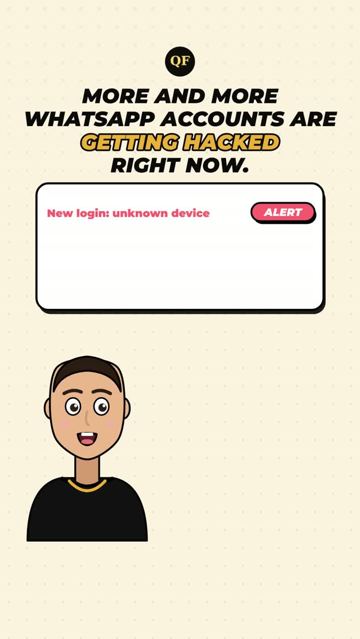 QF
MORE AND MORE
WHATSAPP ACCOUNTS ARE
GETTING HACKED
RIGHT NOW.
New login: unknown device
ALERT